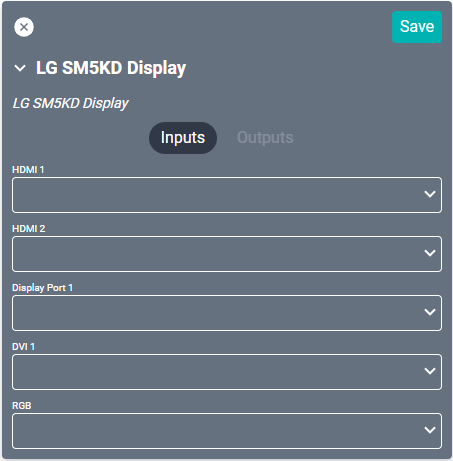 Save
LG SM5KD Display
LG SM5KD Display
Inputs Outputs
HDMI 1
HDMI 2
Display Port 1
DVI 1
RGB